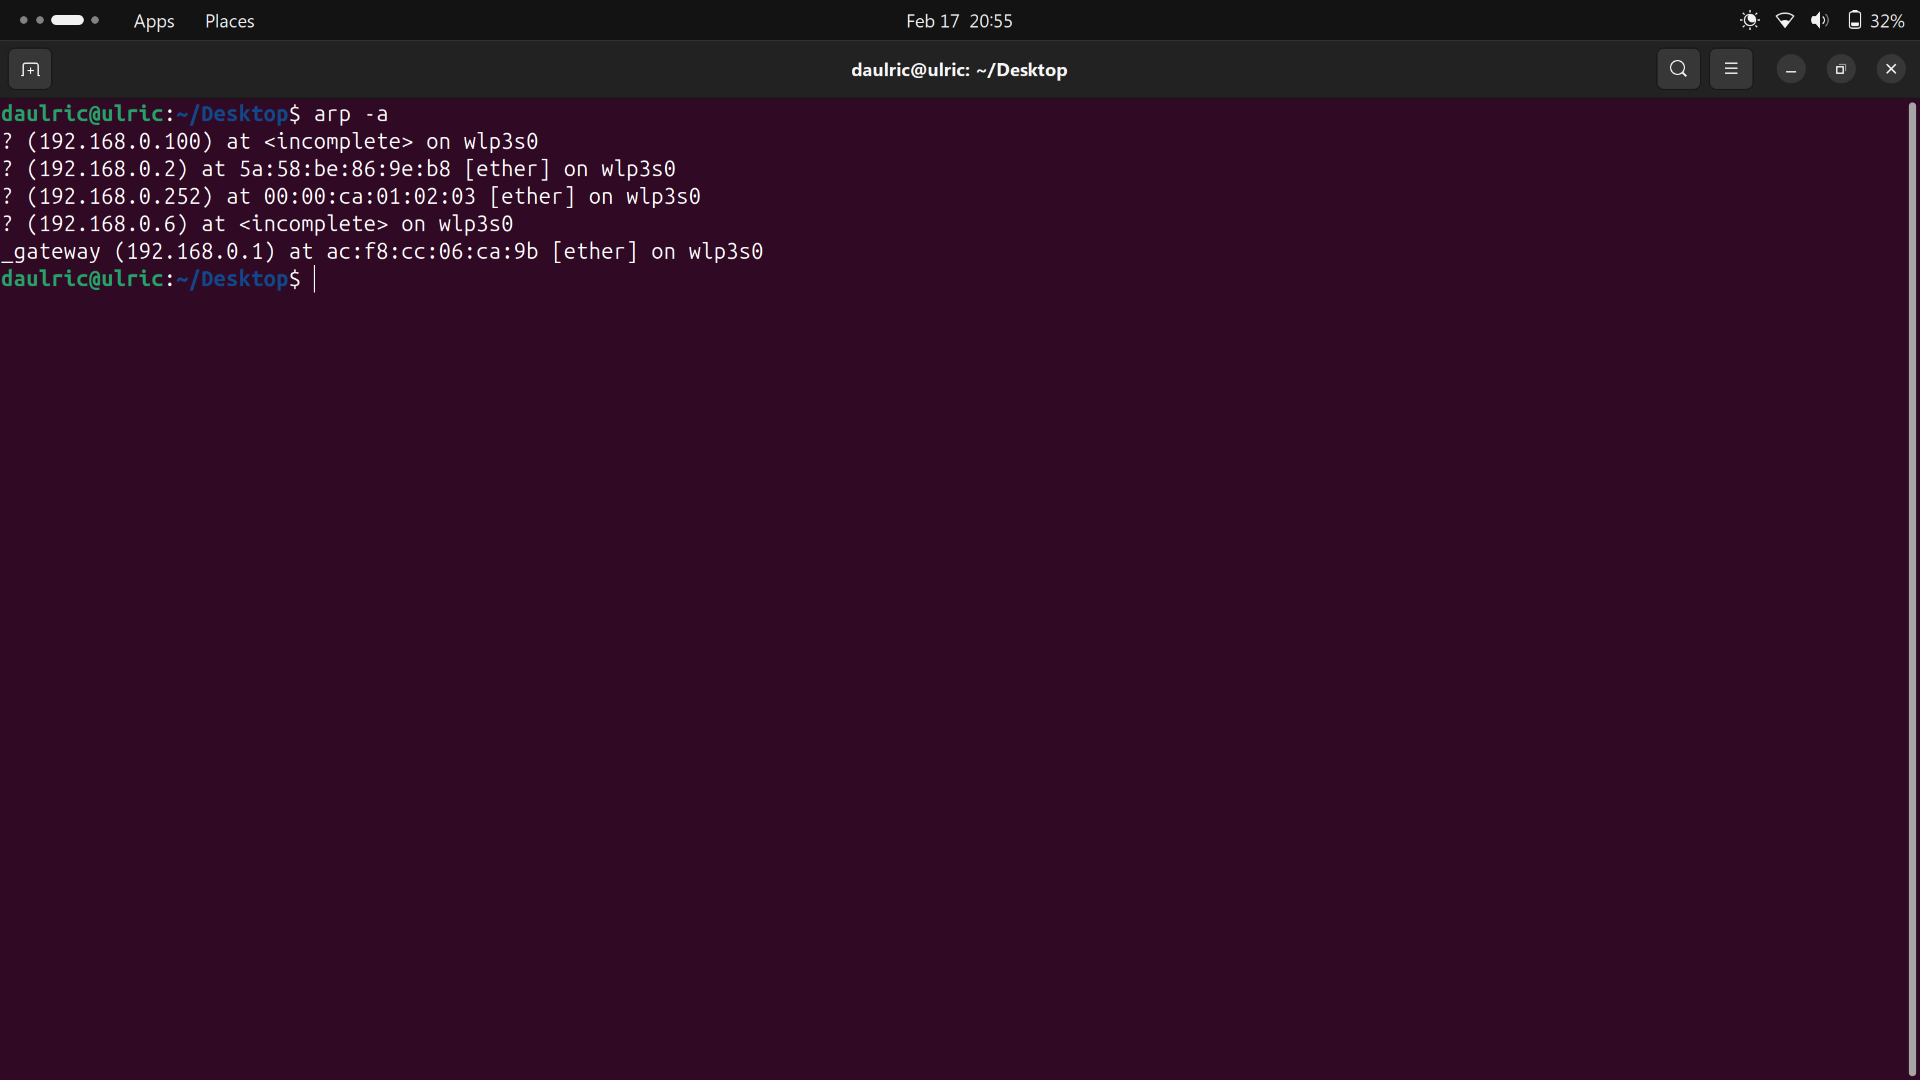 Apps Places Feb 17 20:55 32%
daulric@ulric: ~/Desktop
daulric@ulric:~/Desktop$ arp -a
? (192.168.0.100) at <incomplete> on wlp3s0
? (192.168.0.2) at 5a:58:be:86:9e:b8 [ether] on wlp3s0
? (192.168.0.252) at 00:00:ca:01:02:03 [ether] on wlp3s0
? (192.168.0.6) at <incomplete> on wlp3s0
_gateway (192.168.0.1) at ac:f8:cc:06:ca:9b [ether] on wlp3s0
daulric@ulric:~/Desktop$